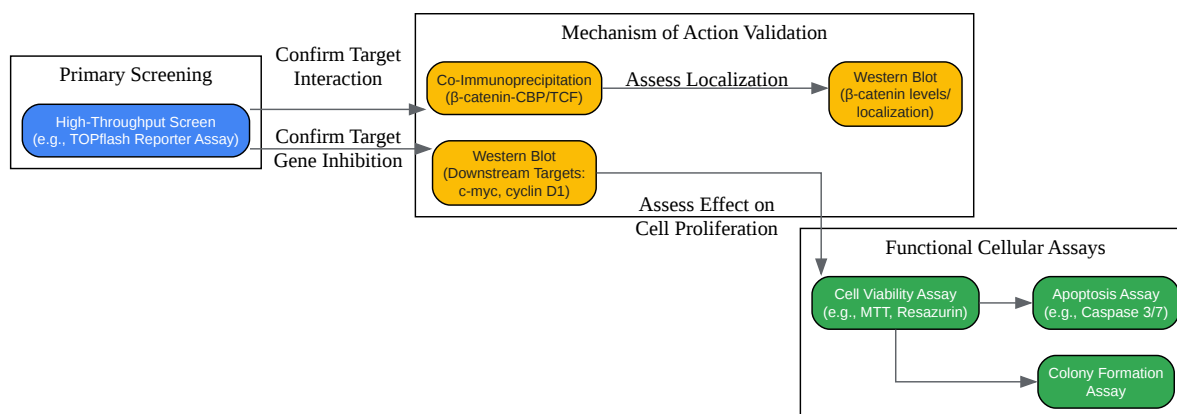 Primary Screening
High-Throughput Screen
(e.g., TOPflash Reporter Assay)
Confirm Target
Interaction
Confirm Target
Gene Inhibition
Mechanism of Action Validation
Co-Immunoprecipitation
(β-catenin-CBP/TCF)
Assess Localization
Western Blot
(β-catenin levels/
localization)
Western Blot
(Downstream Targets:
c-myc, cyclin D1)
Assess Effect on
Cell Proliferation
Functional Cellular Assays
Cell Viability Assay
(e.g., MTT, Resazurin)
Apoptosis Assay
(e.g., Caspase 3/7)
Colony Formation
Assay